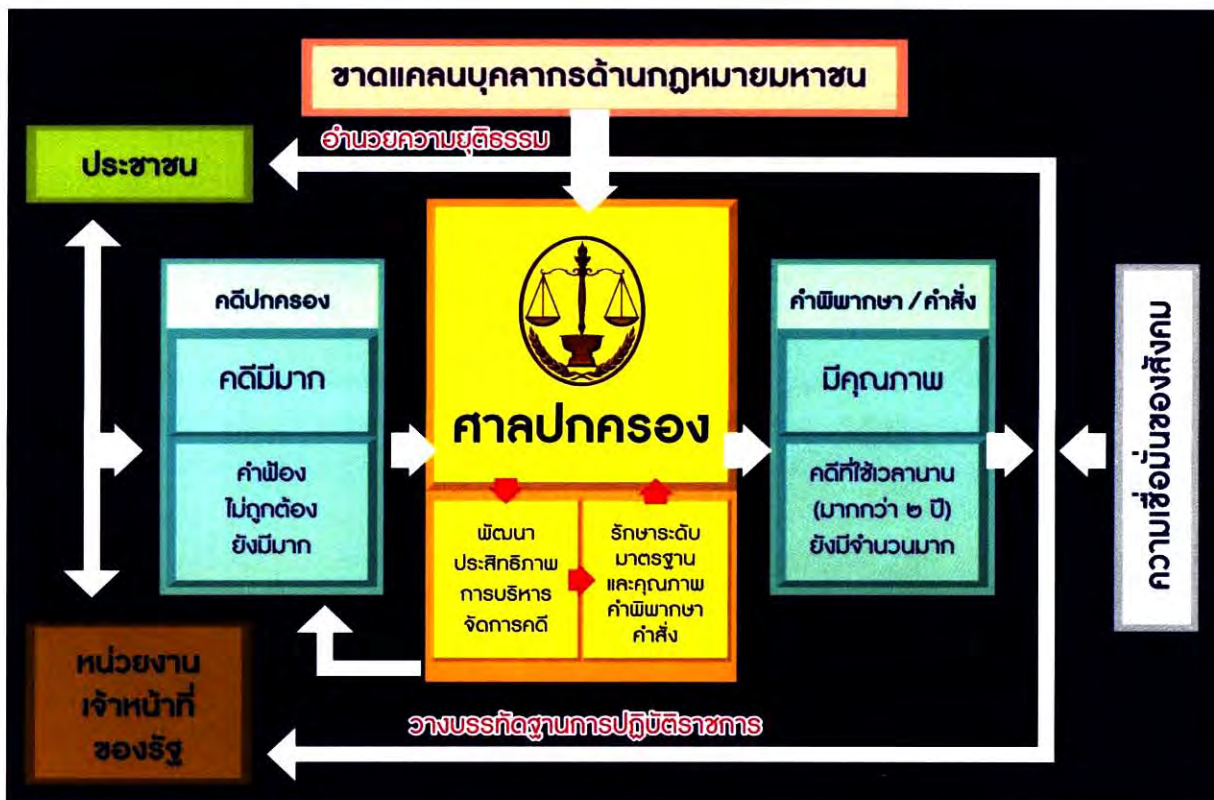 ขาดแคลนบุคลากรด้านกฎหมายมหาชน
อำนวยความยุติธรรม
ประชาชน
คดีปกครอง
คดีมีมาก
คำฟ้อง
ไม่ถูกต้อง
ยังมีมาก
ศาลปกครอง
พัฒนา
ประสิทธิภาพ
การบริหาร
จัดการคดี
รักษาระดับ
มาตรฐาน
และคุณภาพ
คำพิพากษา
คำสั่ง
คำพิพากษา / คำสั่ง
มีคุณภาพ
คดีที่ใช้เวลานาน
(มากกว่า ๒ ปี)
ยังมีจำนวนมาก
ความเชื่อมั่นของสังคม
หน่วยงาน
เจ้าหน้าที่
ของรัฐ
วางบรรทัดฐานการปฏิบัติราชการ